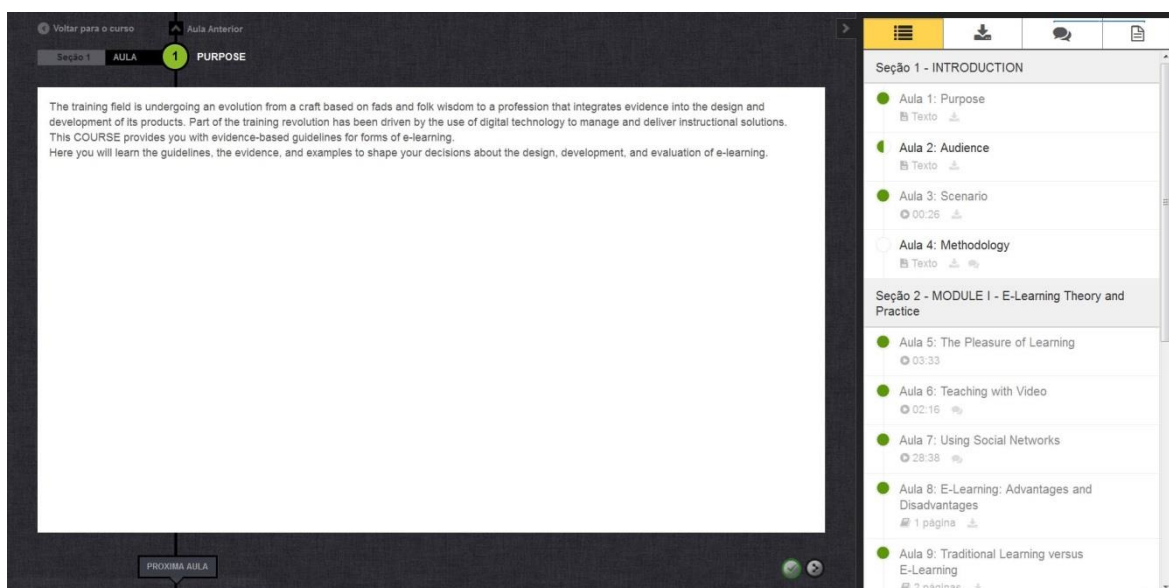 Voltar para o curso
Aula Anterior
Seção 1 AULA 1 PURPOSE
The training field is undergoing an evolution from a craft based on fads and folk wisdom to a profession that integrates evidence into the design and
development of its products. Part of the training revolution has been driven by the use of digital technology to manage and deliver instructional solutions.
This COURSE provides you with evidence-based guidelines for forms of e-learning.
Here you will learn the guidelines, the evidence, and examples to shape your decisions about the design, development, and evaluation of e-learning.
PROXIMA AULA
Seção 1 - INTRODUCTION
Aula 1: Purpose
Texto
Aula 2: Audience
Texto
Aula 3: Scenario
00:26
Aula 4: Methodology
Texto
Seção 2 - MODULE I - E-Learning Theory and
Practice
Aula 5: The Pleasure of Learning
03:33
Aula 6: Teaching with Video
02:16
Aula 7: Using Social Networks
28:38
Aula 8: E-Learning: Advantages and
Disadvantages
1 página
Aula 9: Traditional Learning versus
E-Learning
2 páginas